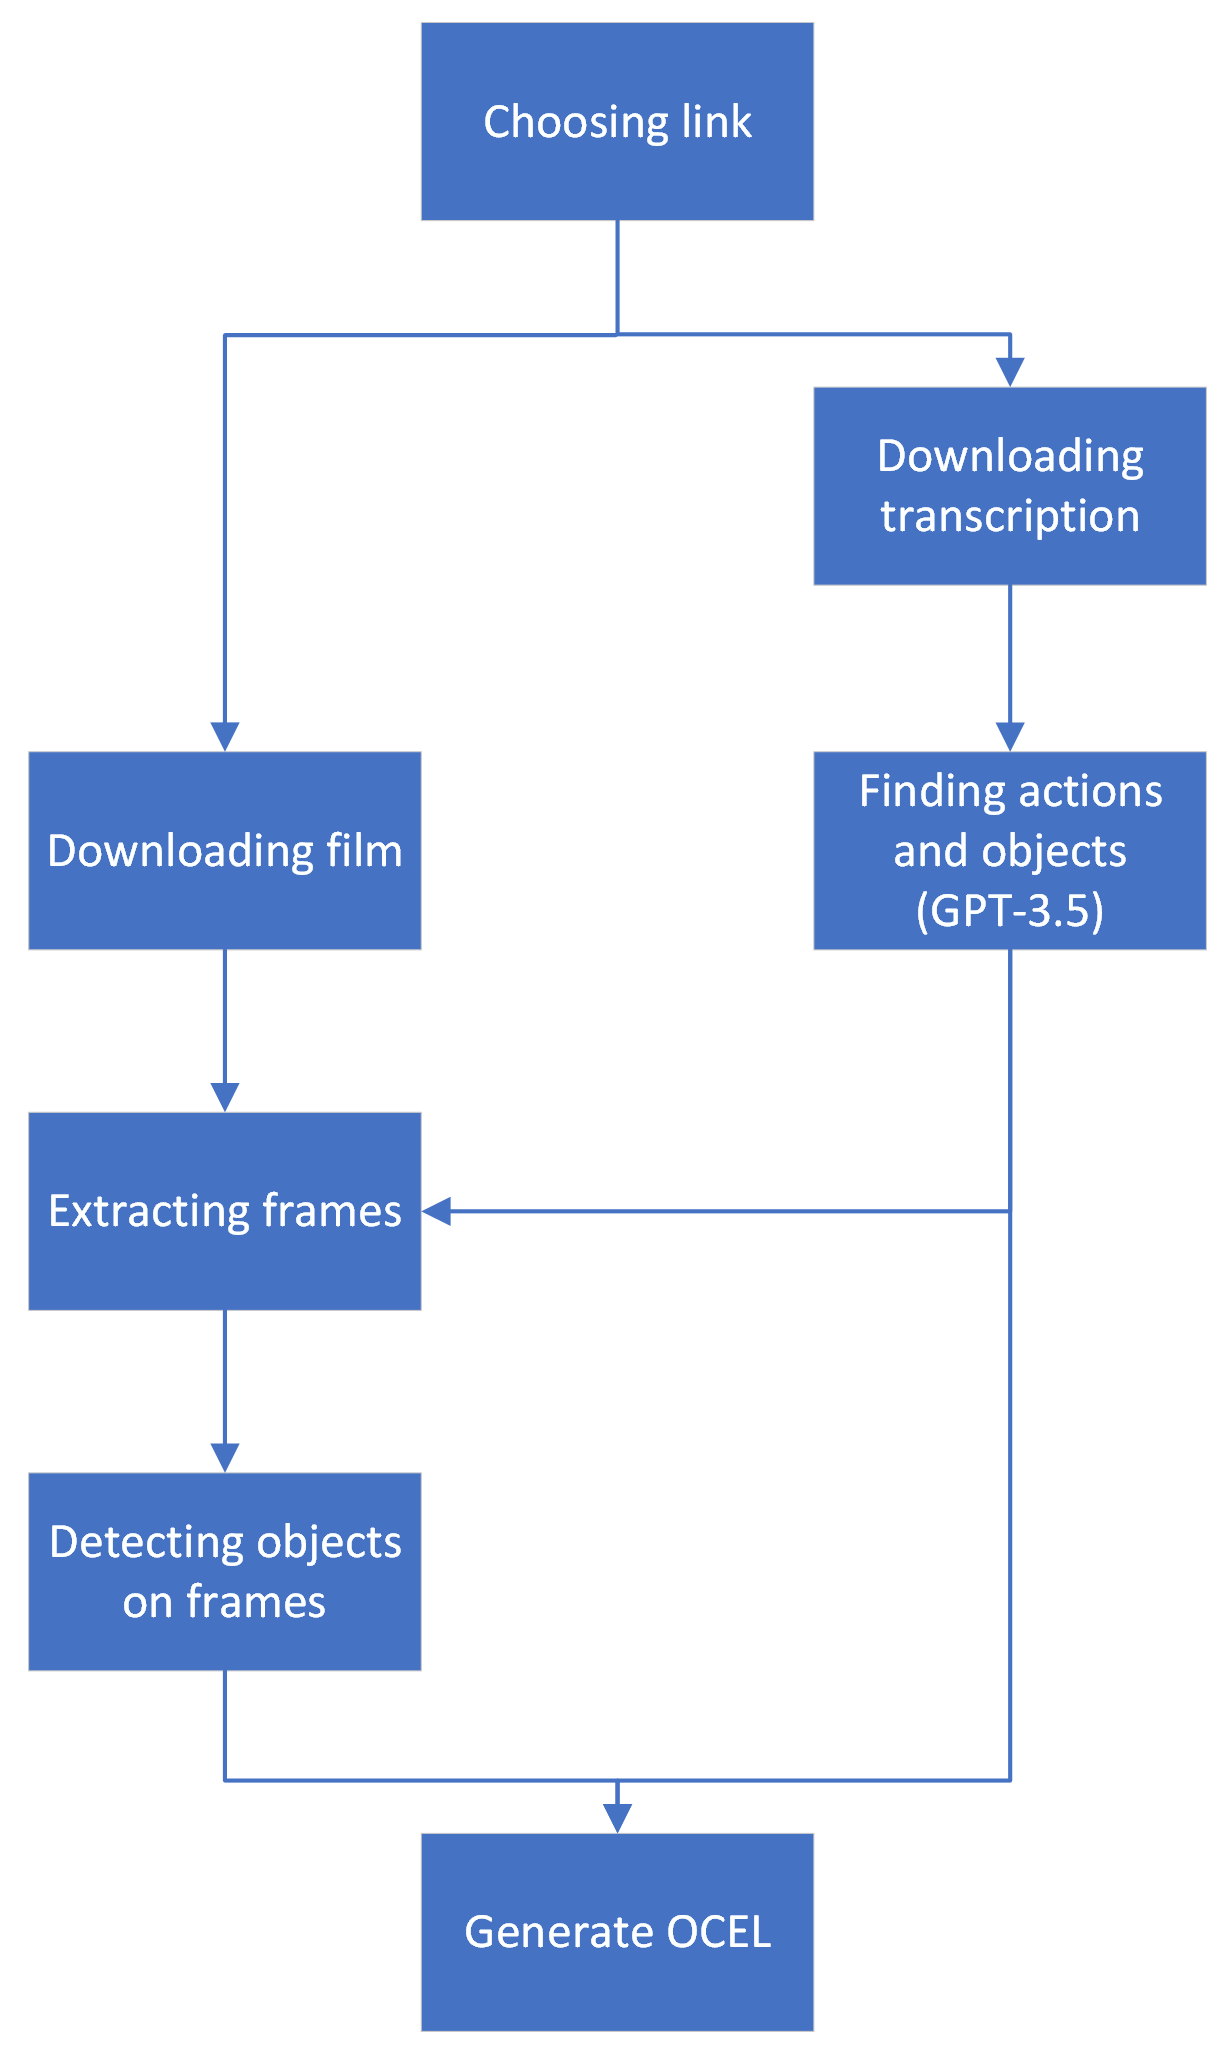 Choosing link
Downloading
transcription
Downloading film
Finding actions
and objects
(GPT-3.5)
Extracting frames
Detecting objects
on frames
Generate OCEL